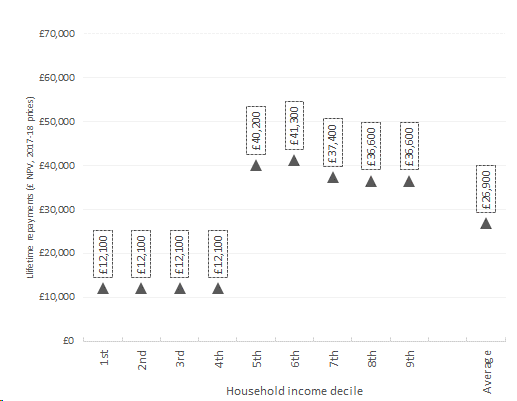 £70,000
£60,000
£50,000
£40,000
£30,000
£20,000
£10,000
£0
Lifetime repayments (£ NPV, 2017-18 prices)
£12,100
£12,100
£12,100
£12,100
£40,200
£41,300
£37,400
£36,600
£36,600
£26,900
1st
2nd
3rd
4th
5th
6th
7th
8th
9th
Average
Household income decile